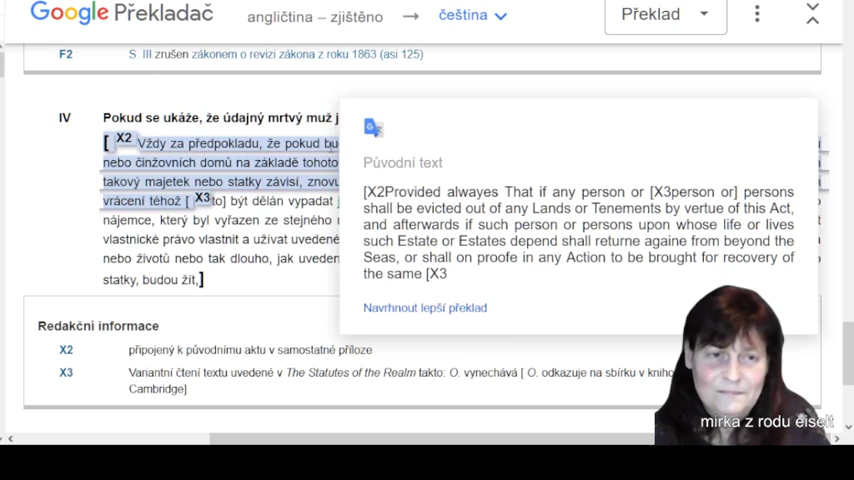 Google Překladač
angličtina – zjištěno → čeština
Překlad
F2 S. III zrušen zákonem o revizi zákona z roku 1863 (asi 125)
IV Pokud se ukáže, že údajný mrtvý muž j
[ X2 Vždy za předpokladu, že pokud bu
nebo činžovních domů na základě tohoto
takový majetek nebo statky závisí, znovu
vrácení téhož [ X3 to] být dělán vypadat j
nájemce, který byl vyřazen ze stejného
vlastnické právo vlastnit a užívat uvedené
nebo životů nebo tak dlouho, jak uveden
statky, budou žít,]
Původní text
[X2Provided alwayes That if any person or [X3person or] persons
shall be evicted out of any Lands or Tenements by vertue of this Act,
and afterwards if such person or persons upon whose life or lives
such Estate or Estates depend shall returne againe from beyond the
Seas, or shall on proofe in any Action to be brought for recovery of
the same [X3
Navrhnout lepší překlad
Redakční informace
X2 připojený k původnímu aktu v samostatné příloze
X3 Variantní čtení textu uvedené v The Statutes of the Realm takto: O. vynechává [ O. odkazuje na sbírku v kniho
Cambridge]
mirka z rodu eiselt